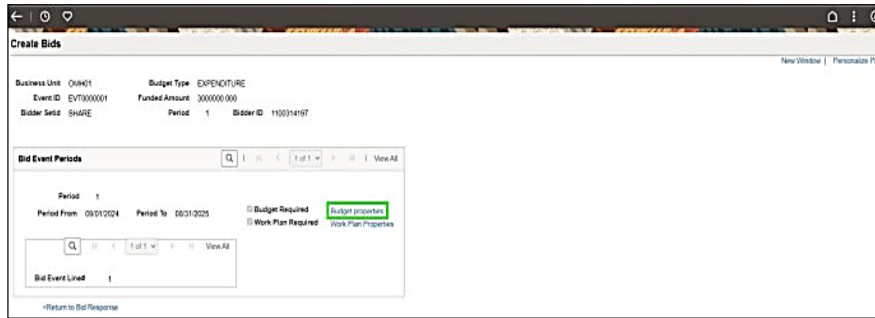 Create Bids
New Window | Personalize P
Business Unit OMH01 Budget Type EXPENDITURE
Event ID EVT0000001 Funded Amount 3000000.000
Bidder Setid SHARE Period 1 Bidder ID 1100314197
Bid Event Periods 1 of 1 View All
Period 1
Period From 09/01/2024 Period To 08/31/2025 Budget Required Budget properties
Work Plan Required Work Plan Properties
1 of 1 View All
Bid Event Line# 1
<Return to Bid Response